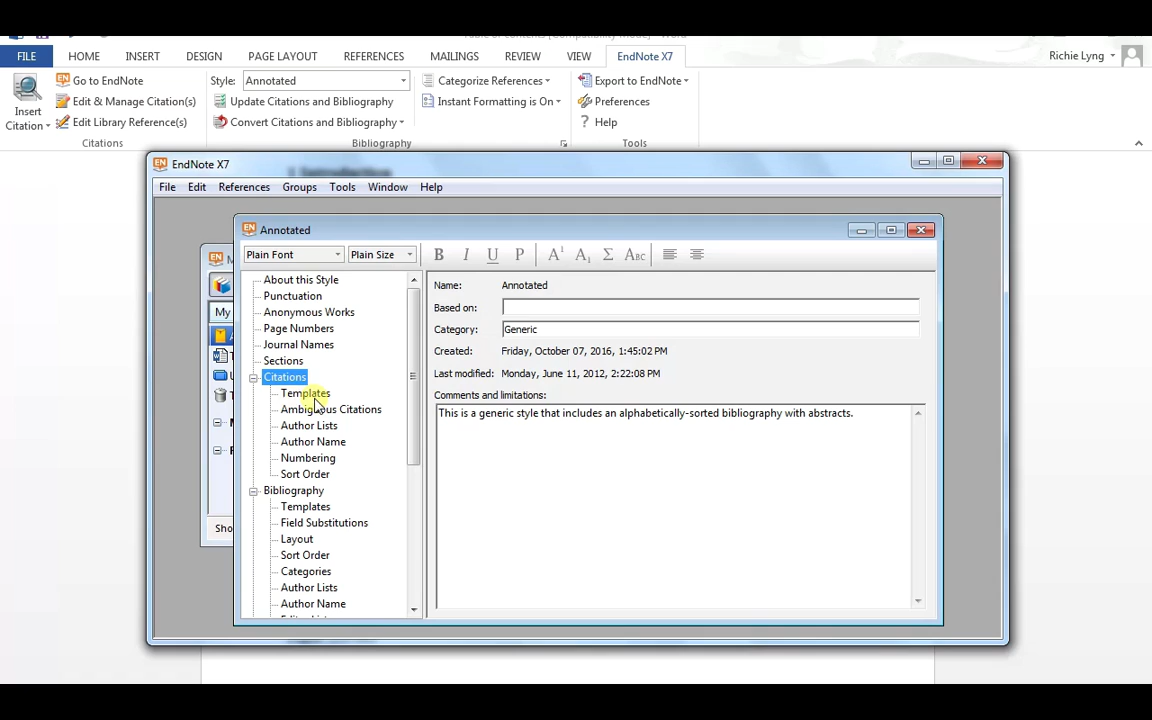 FILE HOME INSERT DESIGN PAGE LAYOUT REFERENCES MAILINGS REVIEW VIEW EndNote X7 Richie Lyng
Go to EndNote Style: Annotated Categorize References Export to EndNote
Insert Edit & Manage Citation(s) Update Citations and Bibliography Instant Formatting is On Preferences
Citation Edit Library Reference(s) Convert Citations and Bibliography ? Help
Citations Bibliography Tools
EN EndNote X7
File Edit References Groups Tools Window Help
EN Annotated
Plain Font Plain Size B I U P A¹ A₁ Σ ABC
About this Style Name: Annotated
Punctuation Based on:
Anonymous Works Category: Generic
Page Numbers
Journal Names Created: Friday, October 07, 2016, 1:45:02 PM
Sections Last modified: Monday, June 11, 2012, 2:22:08 PM
Citations
Templates Comments and limitations:
Ambiguous Citations This is a generic style that includes an alphabetically-sorted bibliography with abstracts.
Author Lists
Author Name
Numbering
Sort Order
Bibliography
Templates
Field Substitutions
Layout
Sort Order
Categories
Author Lists
Author Name
My
Sho